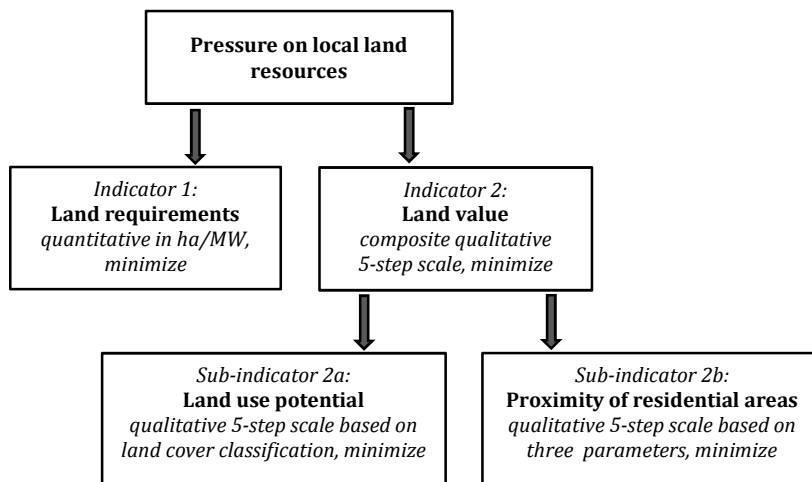 Pressure on local land
resources
Indicator 1:
Land requirements
quantitative in ha/MW,
minimize
Indicator 2:
Land value
composite qualitative
5-step scale, minimize
Sub-indicator 2a:
Land use potential
qualitative 5-step scale based on
land cover classification, minimize
Sub-indicator 2b:
Proximity of residential areas
qualitative 5-step scale based on
three parameters, minimize